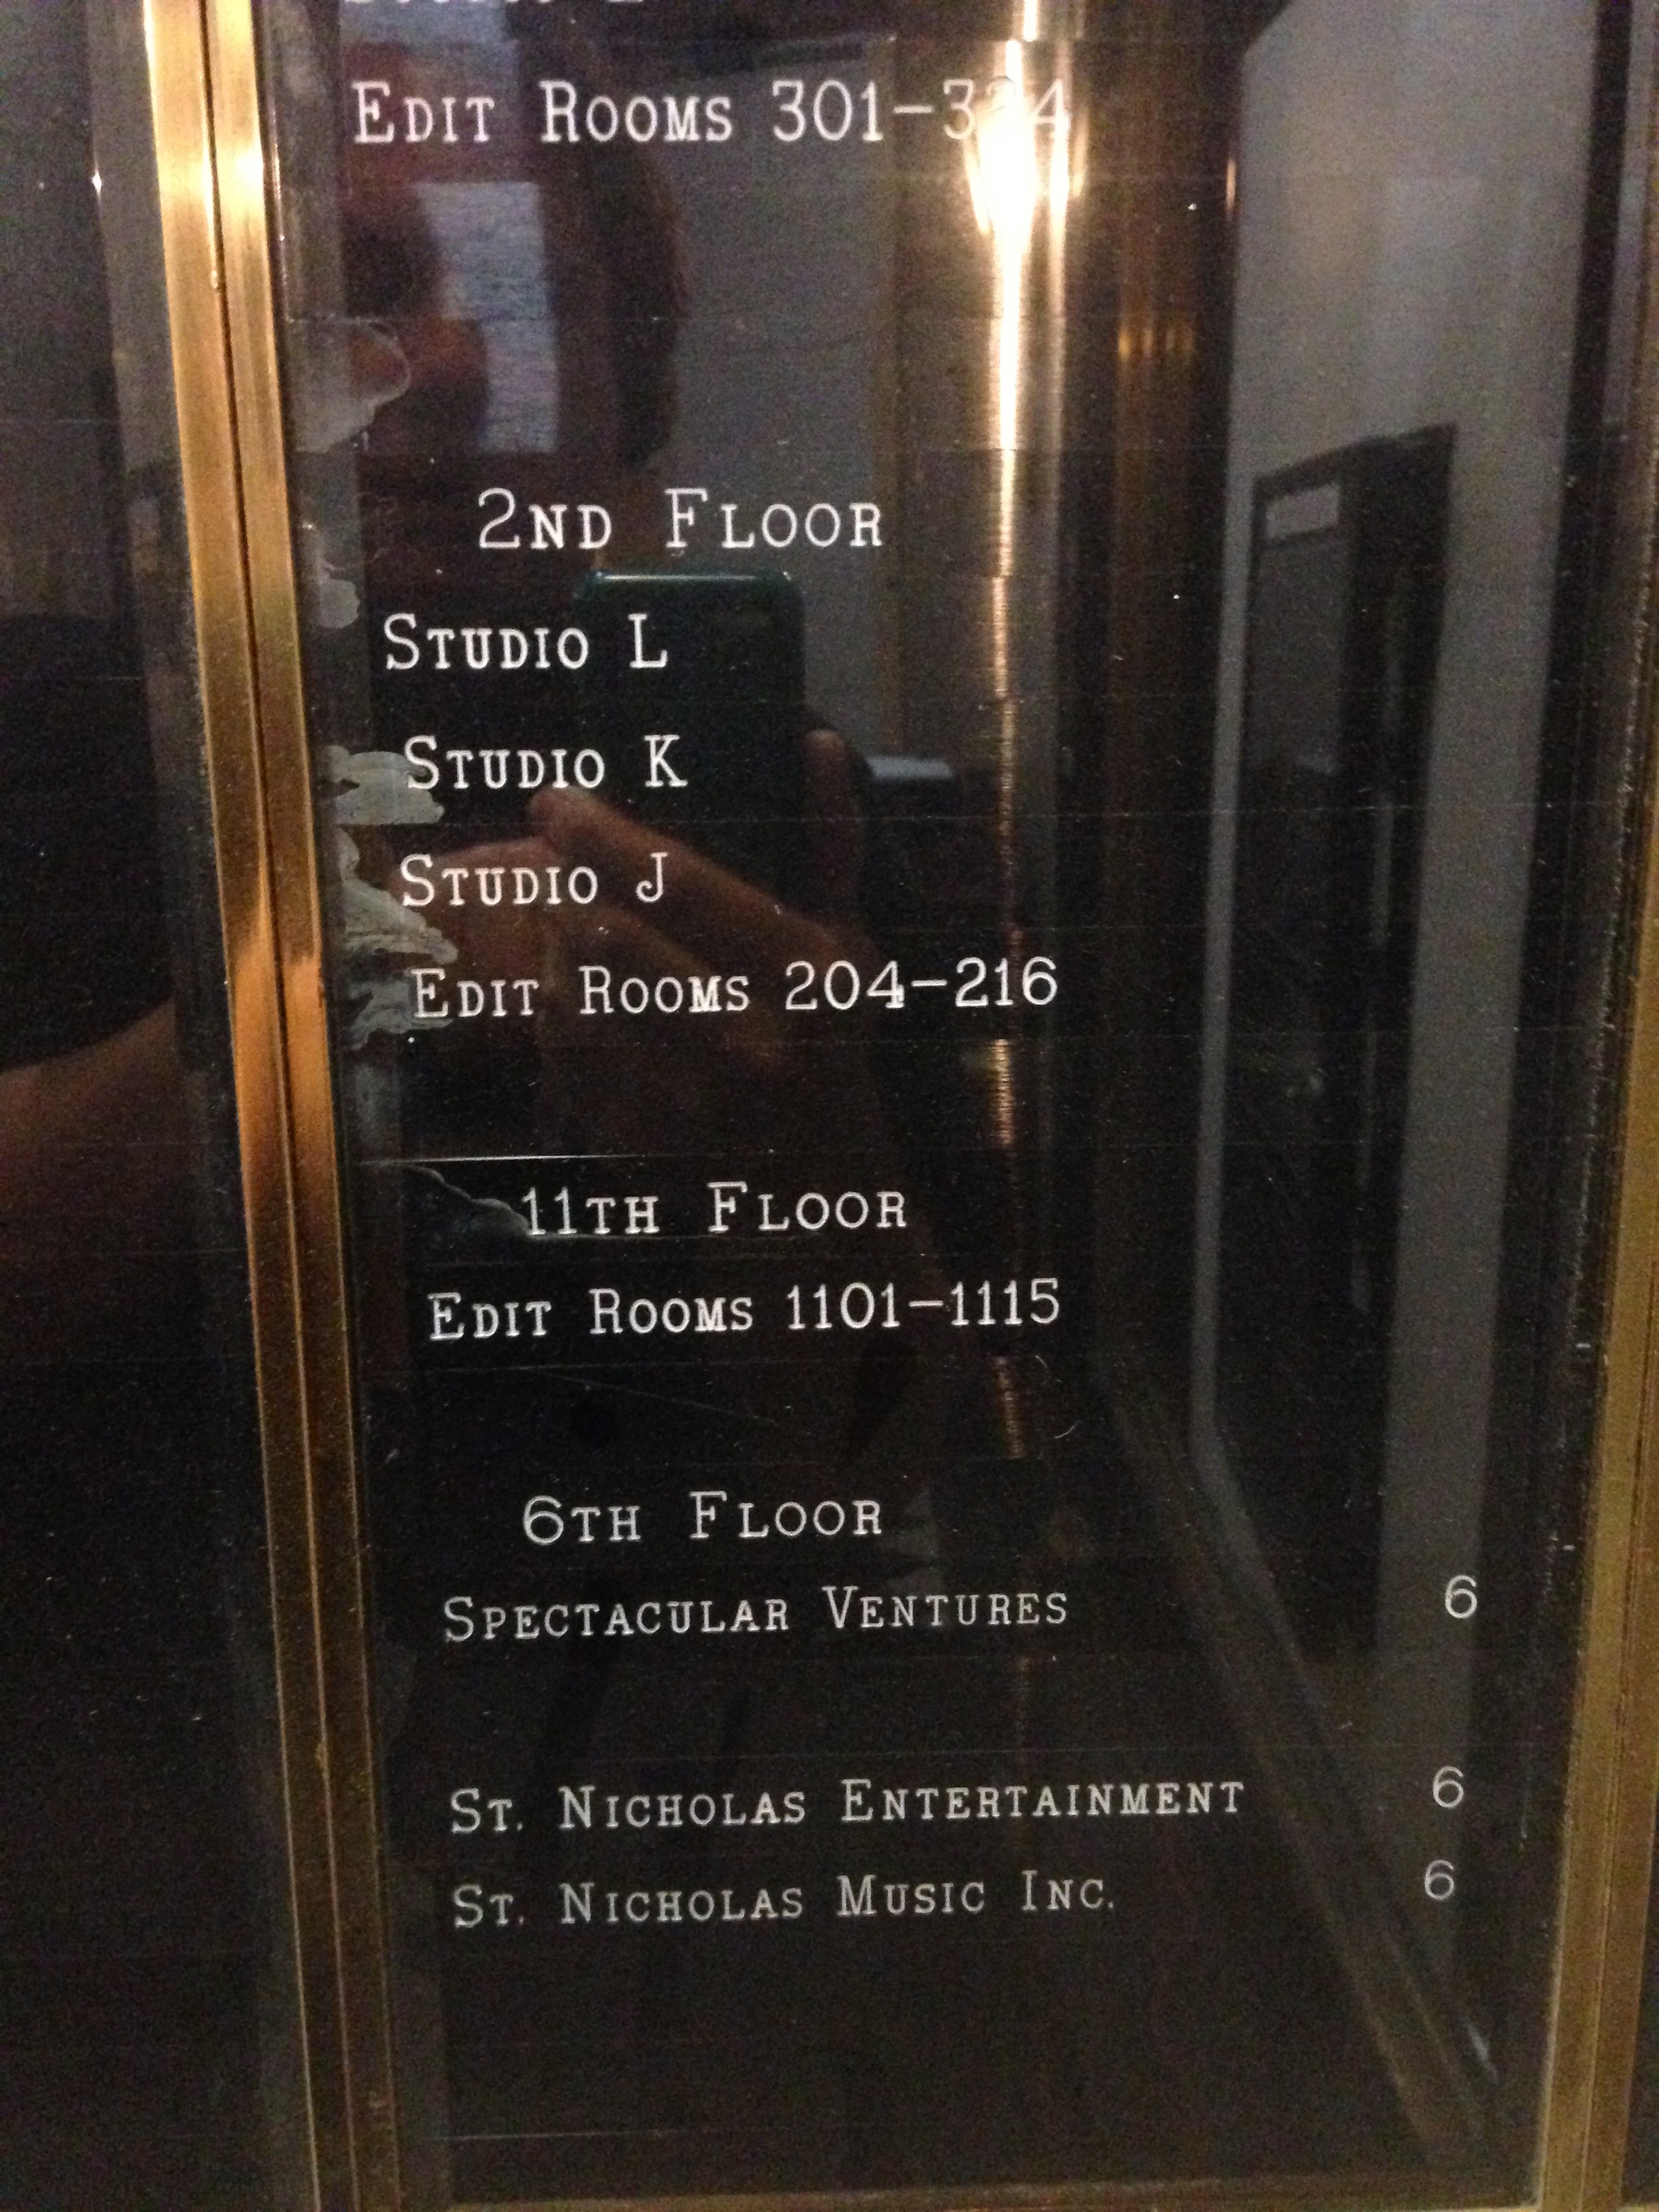 Edit Rooms 301-324
2nd Floor
Studio L
Studio K
Studio J
Edit Rooms 204-216
11th Floor
Edit Rooms 1101-1115
6th Floor
Spectacular Ventures 6
St. Nicholas Entertainment 6
St. Nicholas Music Inc. 6